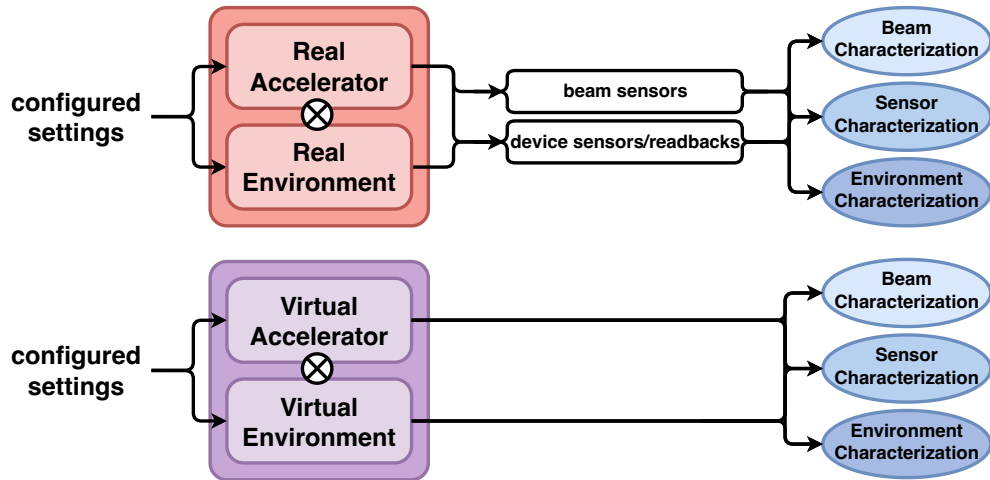 configured
settings
Real
Accelerator
Real
Environment
beam sensors
device sensors/readbacks
Beam
Characterization
Sensor
Characterization
Environment
Characterization
configured
settings
Virtual
Accelerator
Virtual
Environment
Beam
Characterization
Sensor
Characterization
Environment
Characterization